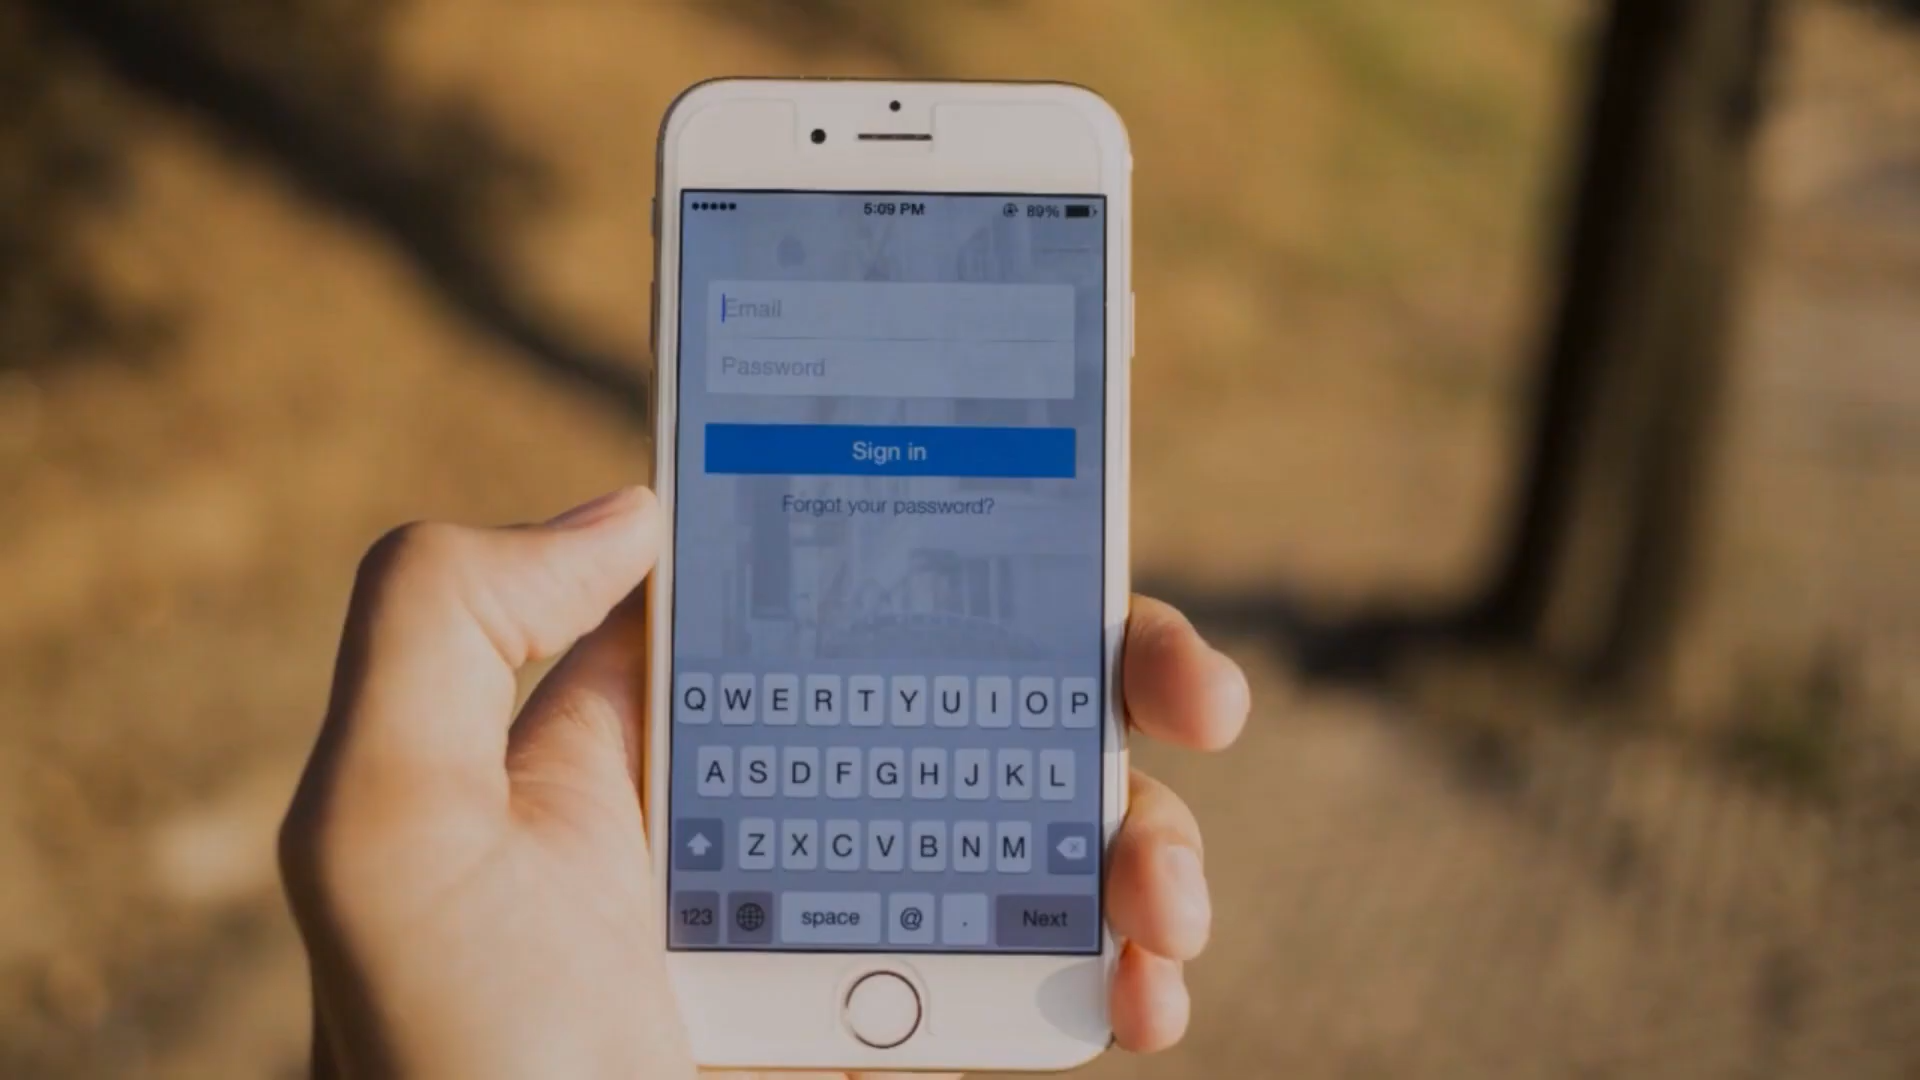 5:09 PM 89%
Email
Password
Sign in
Forgot your password?
Q W E R T Y U I O P
A S D F G H J K L
Z X C V B N M
123 space @ . Next